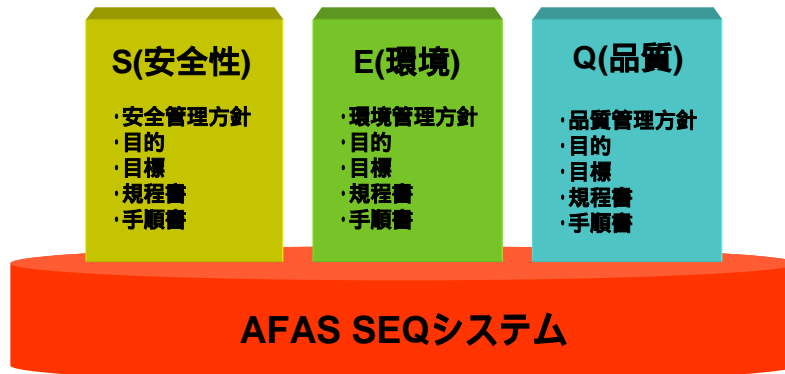 S(安全性)
・安全管理方針
・目的
・目標
・規程書
・手順書
E(環境)
・環境管理方針
・目的
・目標
・規程書
・手順書
Q(品質)
・品質管理方針
・目的
・目標
・規程書
・手順書
AFAS SEQシステム